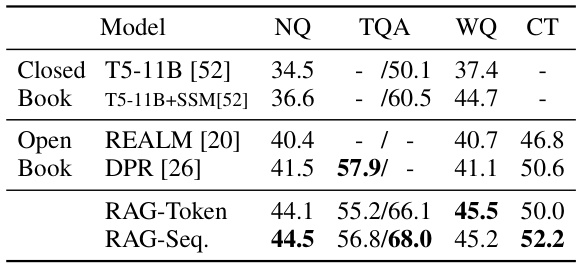 Model NQ TQA WQ CT
Closed T5-11B [52] 34.5 - /50.1 37.4 -
Book T5-11B+SSM[52] 36.6 - /60.5 44.7 -
Open REALM [20] 40.4 - / - 40.7 46.8
Book DPR [26] 41.5 57.9/ - 41.1 50.6
RAG-Token 44.1 55.2/66.1 45.5 50.0
RAG-Seq. 44.5 56.8/68.0 45.2 52.2